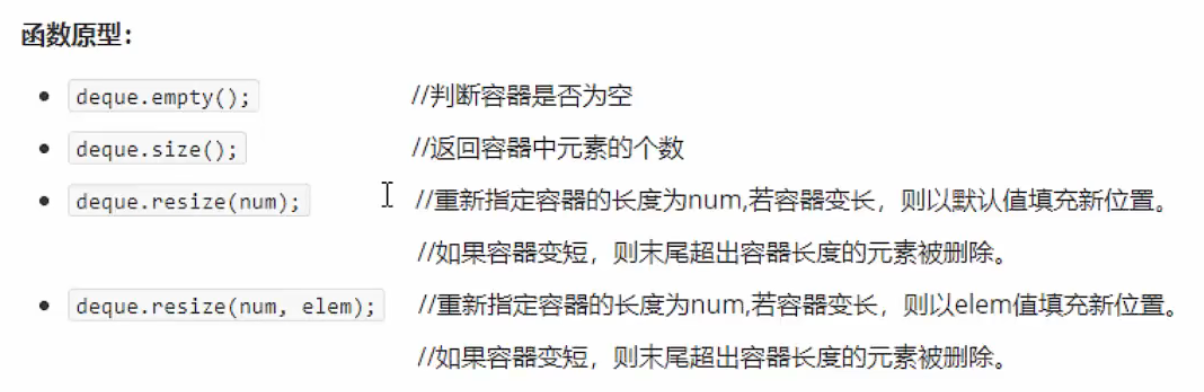 函数原型：
deque.empty(); //判断容器是否为空
deque.size(); //返回容器中元素的个数
deque.resize(num); //重新指定容器的长度为num,若容器变长，则以默认值填充新位置。
//如果容器变短，则末尾超出容器长度的元素被删除。
deque.resize(num, elem); //重新指定容器的长度为num,若容器变长，则以elem值填充新位置。
//如果容器变短，则末尾超出容器长度的元素被删除。